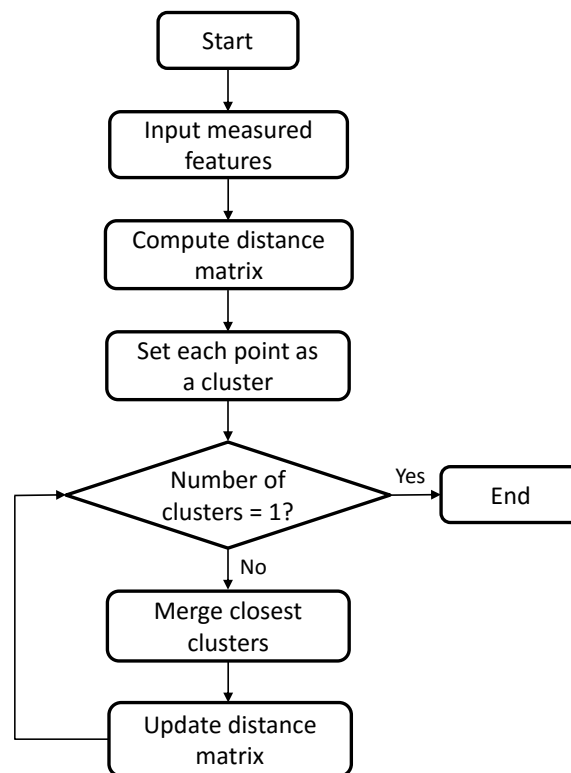 Start
Input measured
features
Compute distance
matrix
Set each point as
a cluster
Number of
clusters = 1?
Yes
End
No
Merge closest
clusters
Update distance
matrix